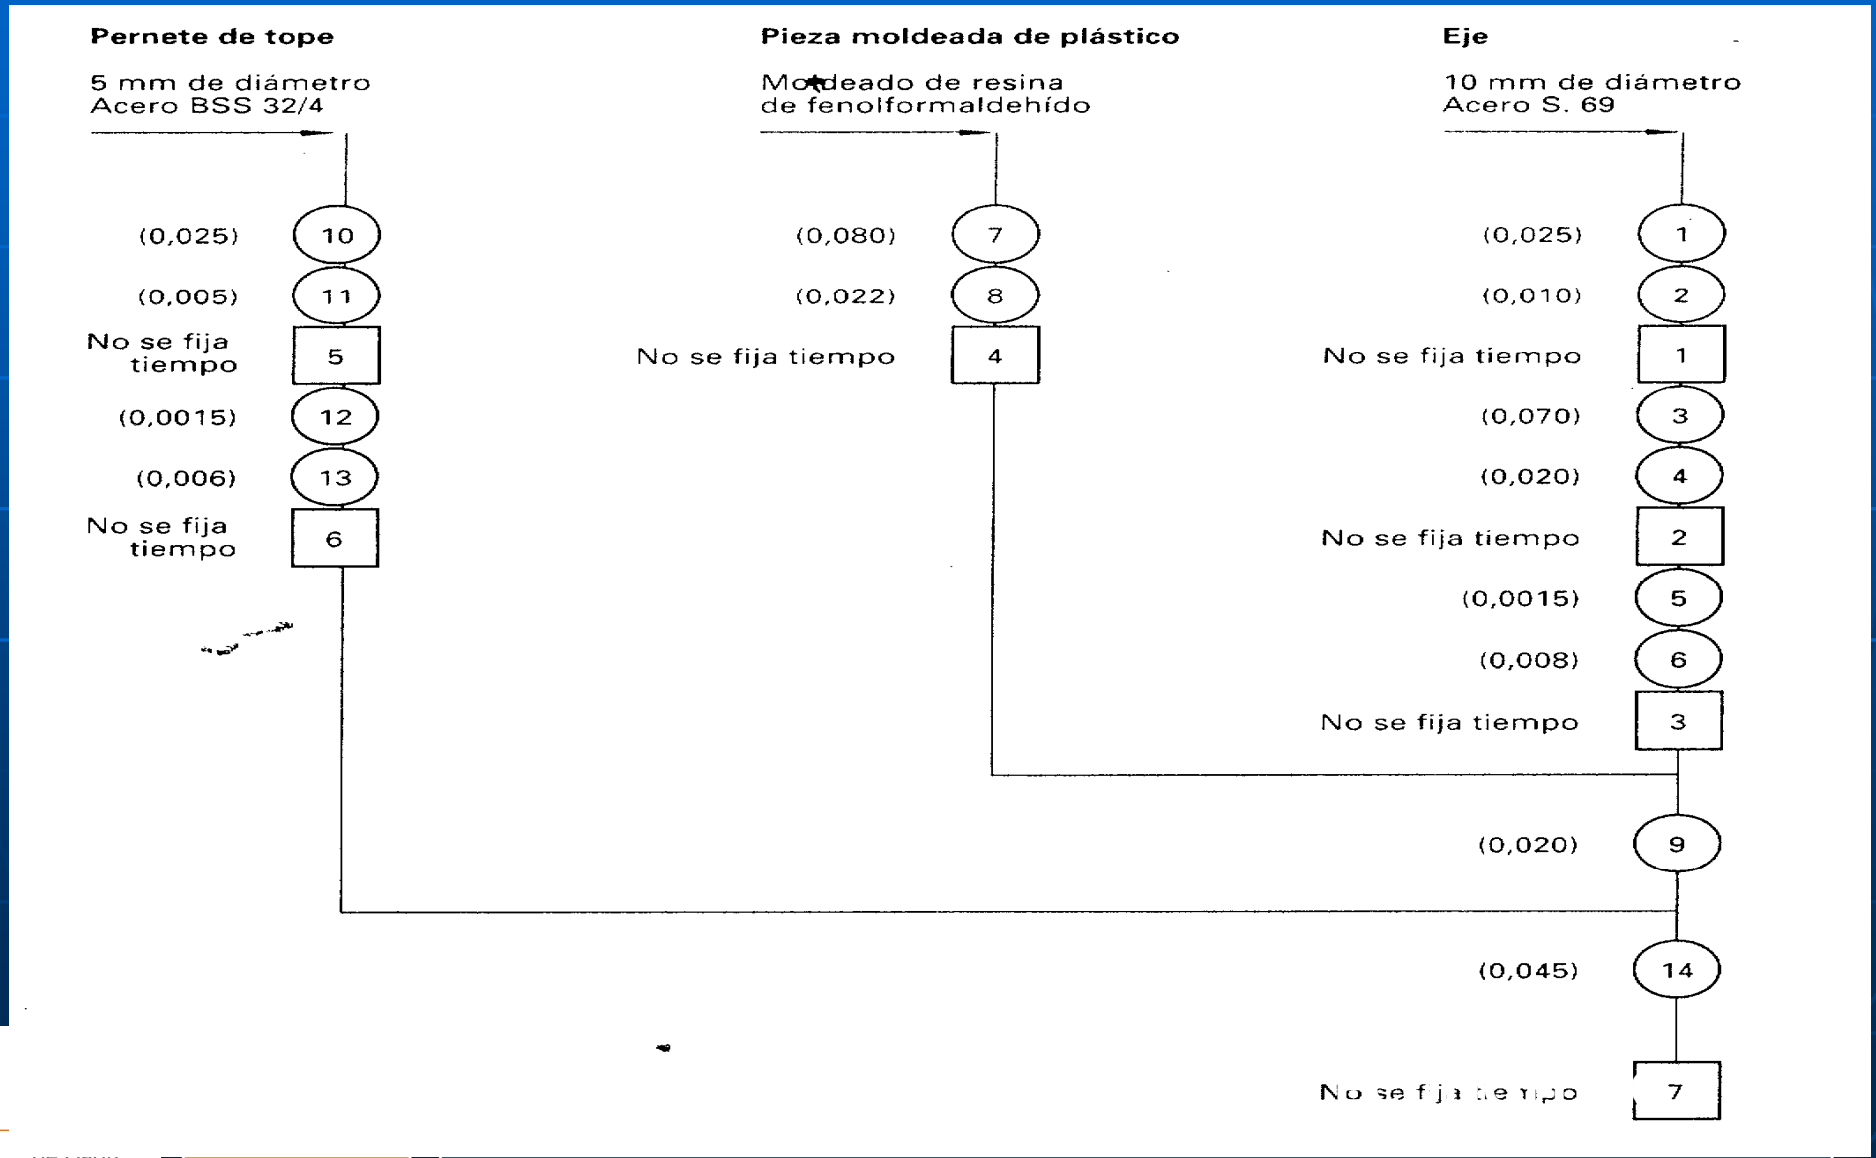 Pernete de tope
5 mm de diámetro
Acero BSS 32/4
(0,025) 10
(0,005) 11
No se fija
tiempo
5
(0,0015) 12
(0,006) 13
No se fija
tiempo
6
Pieza moldeada de plástico
Moldeado de resina
de fenolformaldehído
(0,080) 7
(0,022) 8
No se fija tiempo 4
Eje
10 mm de diámetro
Acero S. 69
(0,025) 1
(0,010) 2
No se fija tiempo 1
(0,070) 3
(0,020) 4
No se fija tiempo 2
(0,0015) 5
(0,008) 6
No se fija tiempo 3
(0,020) 9
(0,045) 14
No se fija tiempo 7